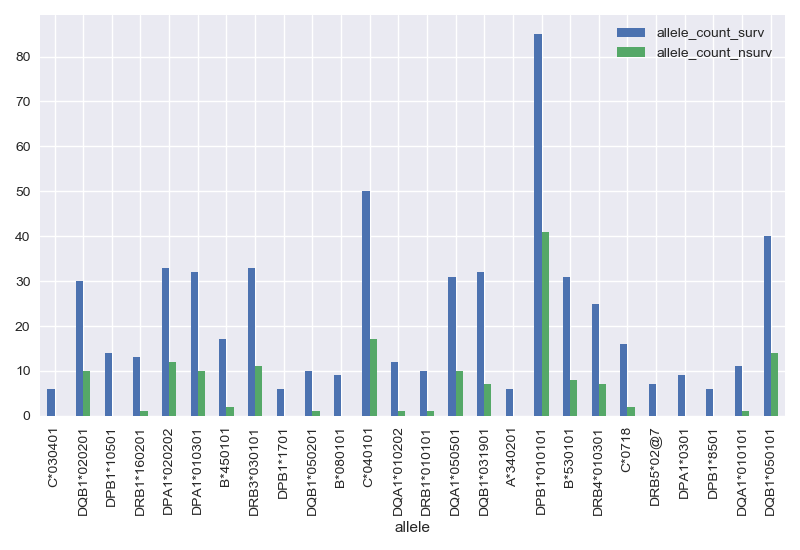 allele_count_surv
allele_count_nsurv
80
70
60
50
40
30
20
10
0
C*030401
DQB1*020201
DPB1*10501
DRB1*160201
DPA1*020202
DPA1*010301
B*450101
DRB3*030101
DPB1*1701
DQB1*050201
B*080101
C*040101
DQA1*010202
DRB1*010101
DQA1*050501
DQB1*031901
A*340201
DPB1*010101
B*530101
DRB4*010301
C*0718
DRB5*02@7
DPA1*0301
DPB1*8501
DQA1*010101
DQB1*050101
allele